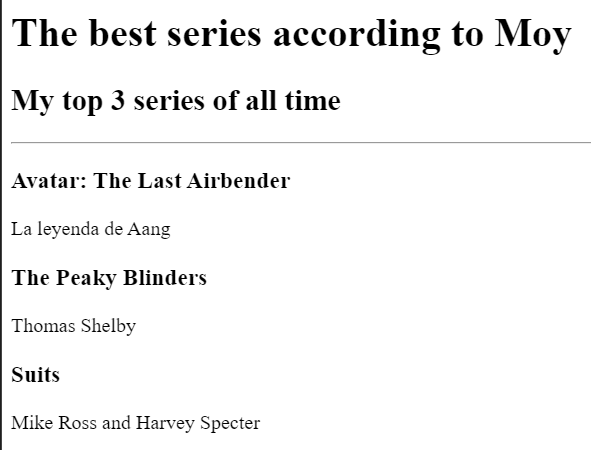 The best series according to Moy
My top 3 series of all time
Avatar: The Last Airbender
La leyenda de Aang
The Peaky Blinders
Thomas Shelby
Suits
Mike Ross and Harvey Specter